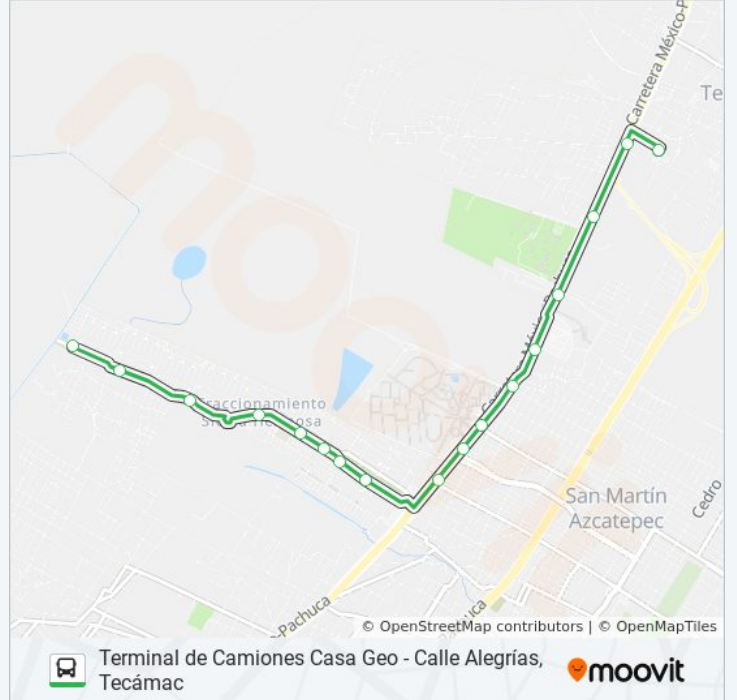 Carretera México-P
Te
Fraccionamiento
San Martín
Azcatepec
Cedro
-Pachuca
© OpenStreetMap contributors | © OpenMapTiles
Terminal de Camiones Casa Geo - Calle Alegrías,
Tecámac
moovit